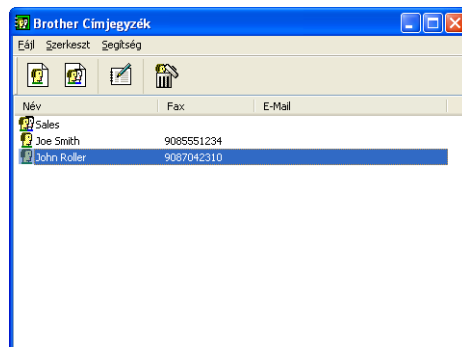 Brother Címjegyzék
Fájl Szerkeszt Segítség
Név Fax E-Mail
Sales
Joe Smith 9085551234
John Roller 9087042310